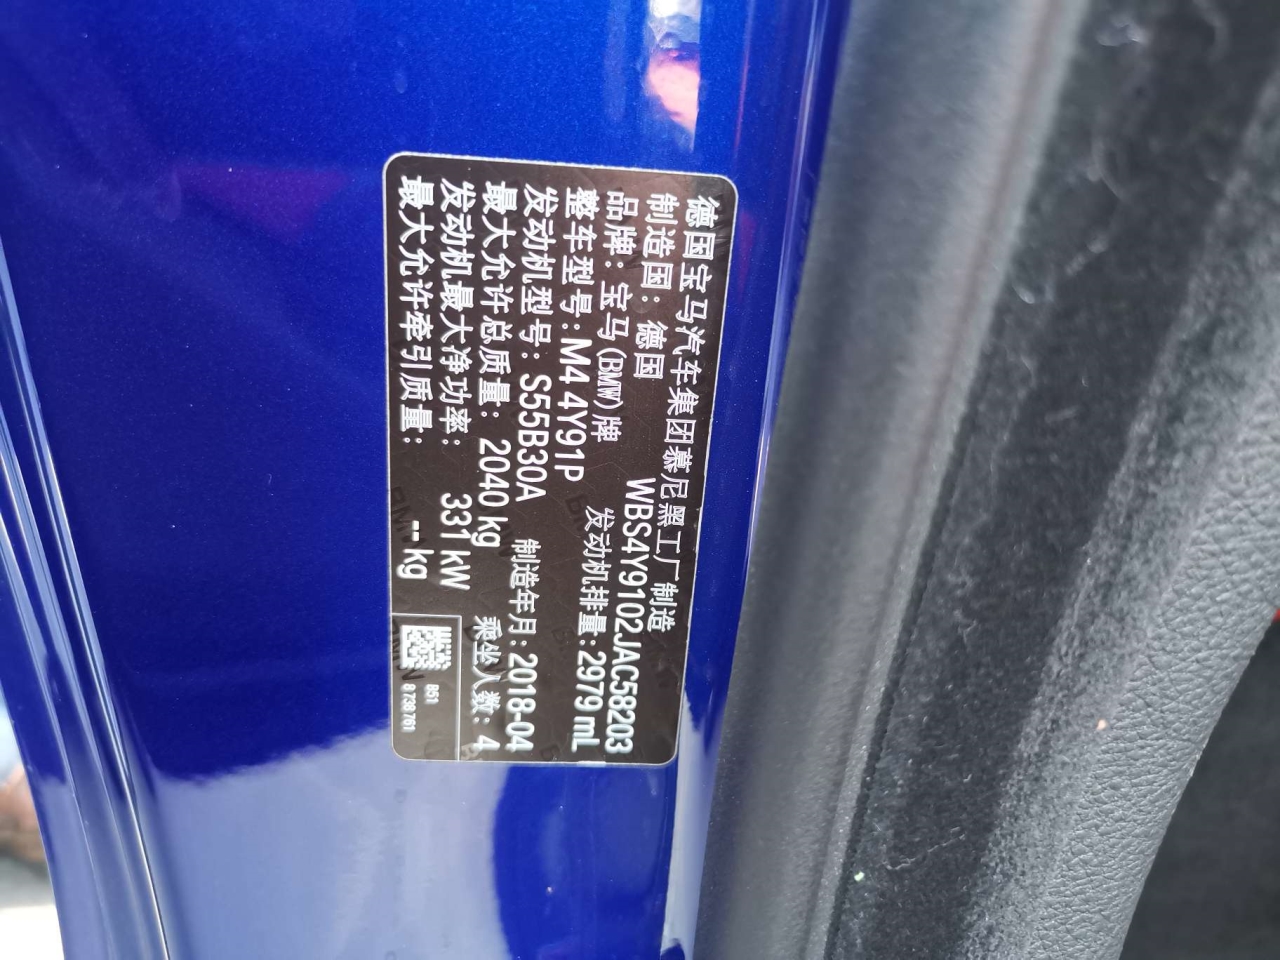 德国宝马汽车集团慕尼黑工厂制造
制造国：德国 WBS4Y9102JAC58203
品牌：宝马(BMW)牌 发动机排量：2979 mL
整车型号：M4 4Y91P
发动机型号：S55B30A 制造年月：2018-04
最大允许总质量：2040 kg 乘坐人数：4
发动机最大净功率：331 kW
最大允许牵引质量：-- kg
851
8738761